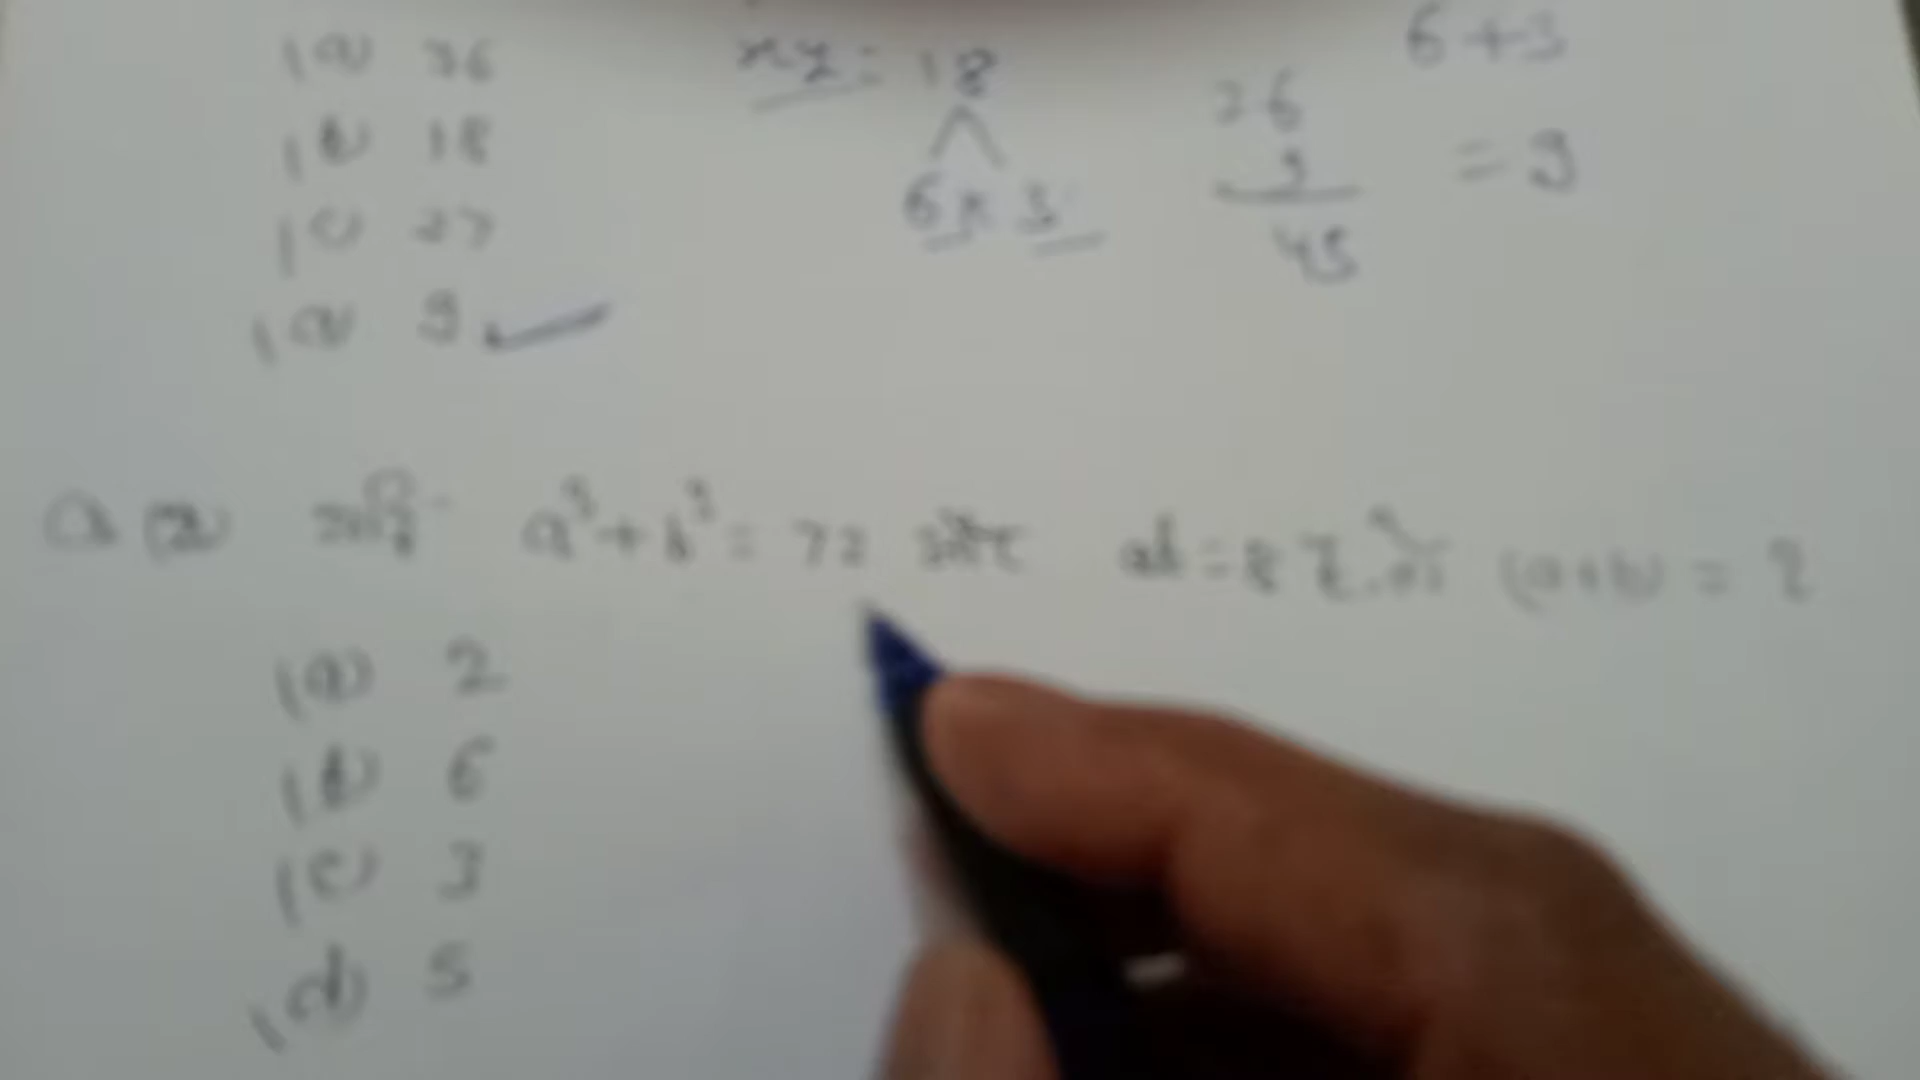 (a) 36
(b) 18
(c) 27
(d) 9
xy = 18
6 x 3
36
9
45
6+3
= 9
Q (2) यदि a³+b³ = 72 और ab = 8 है तो (a+b) = ?
(a) 2
(b) 6
(c) 3
(d) 5